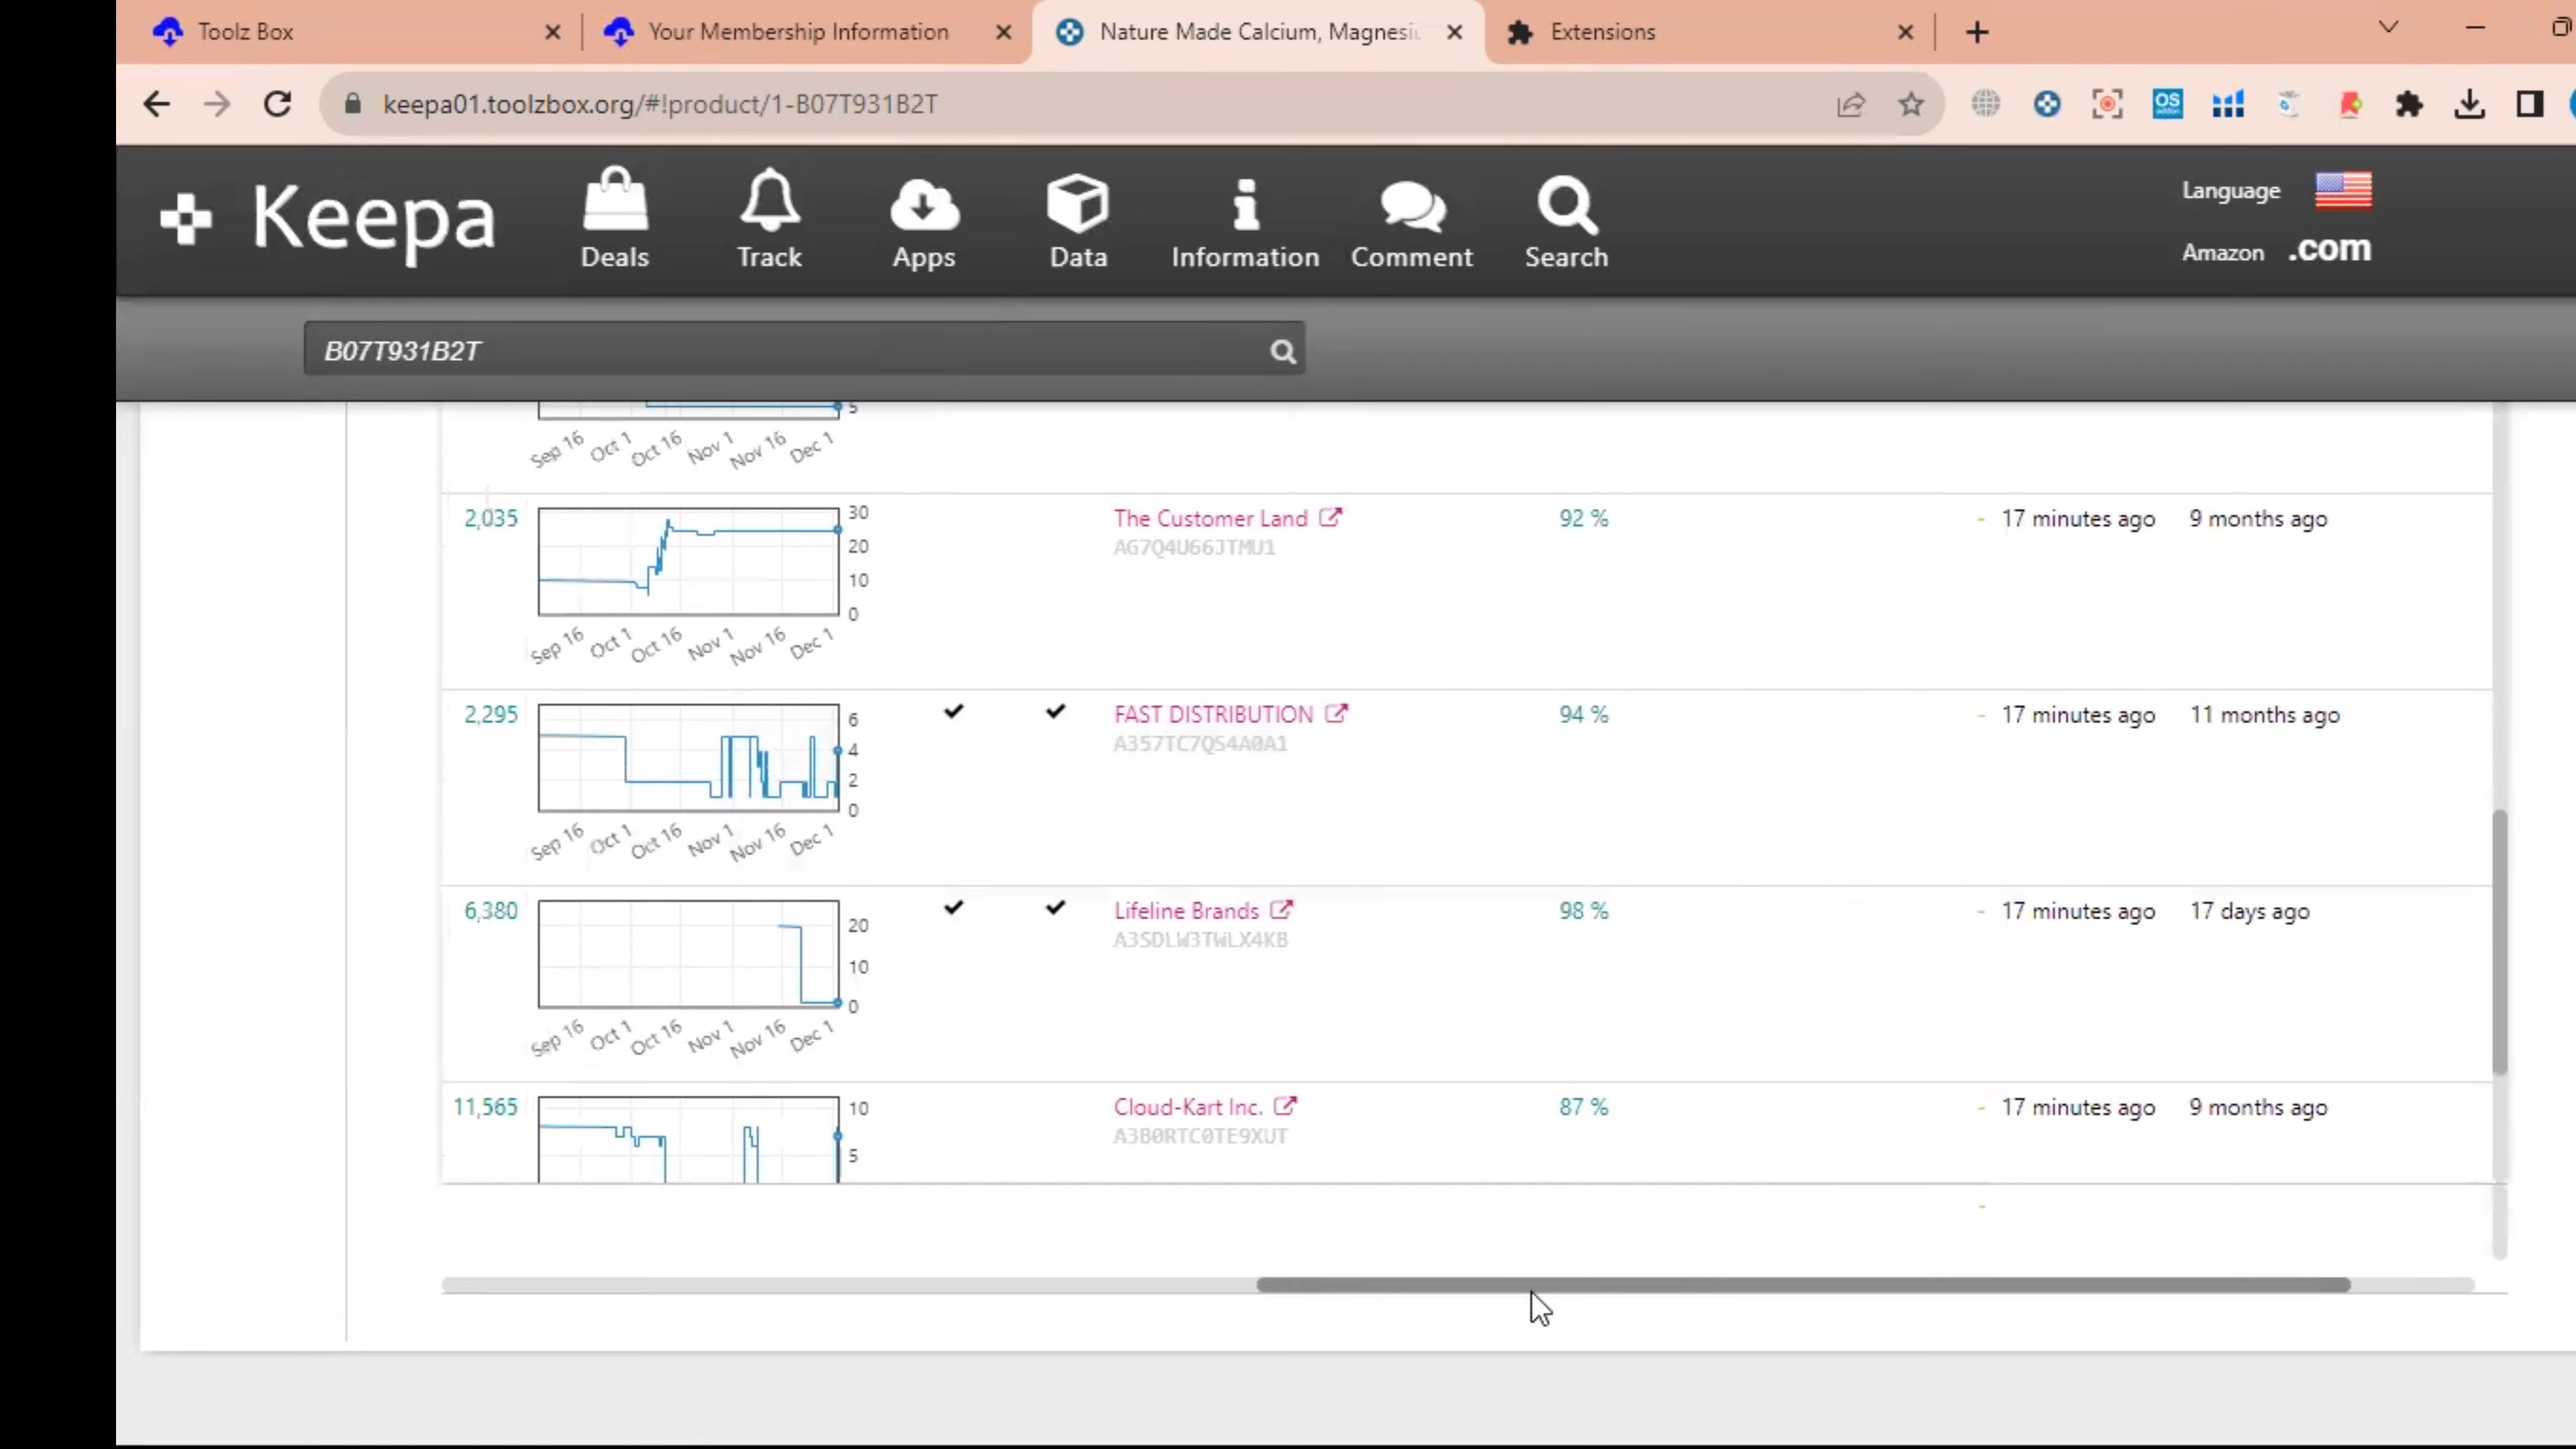 Toolz Box
Your Membership Information
Nature Made Calcium, Magnesi
Extensions
keepa01.toolzbox.org/#!product/1-B07T931B2T
OS
Keepa
Deals
Track
Apps
Data
Information
Comment
Search
Language
Amazon .com
B07T931B2T
5
Sep 16 Oct 1 Oct 16 Nov 1 Nov 16 Dec 1
2,035
30
20
10
0
Sep 16 Oct 1 Oct 16 Nov 1 Nov 16 Dec 1
The Customer Land
AG7Q4U66JTMU1
92 %
- 17 minutes ago
9 months ago
2,295
6
4
2
0
Sep 16 Oct 1 Oct 16 Nov 1 Nov 16 Dec 1
FAST DISTRIBUTION
A357TC7QS4A0A1
94 %
- 17 minutes ago
11 months ago
6,380
20
10
0
Sep 16 Oct 1 Oct 16 Nov 1 Nov 16 Dec 1
Lifeline Brands
A3SDLW3TWLX4KB
98 %
- 17 minutes ago
17 days ago
11,565
10
5
Cloud-Kart Inc.
A3B0RTC0TE9XUT
87 %
- 17 minutes ago
9 months ago
-